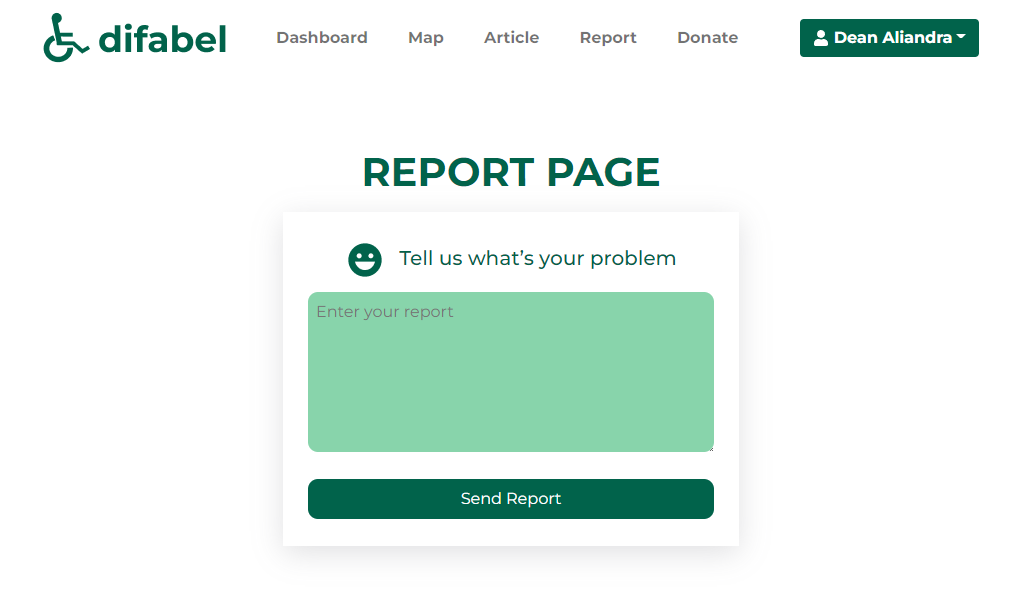 difabel
Dashboard Map Article Report Donate
Dean Aliandra
REPORT PAGE
Tell us what’s your problem
Enter your report
Send Report